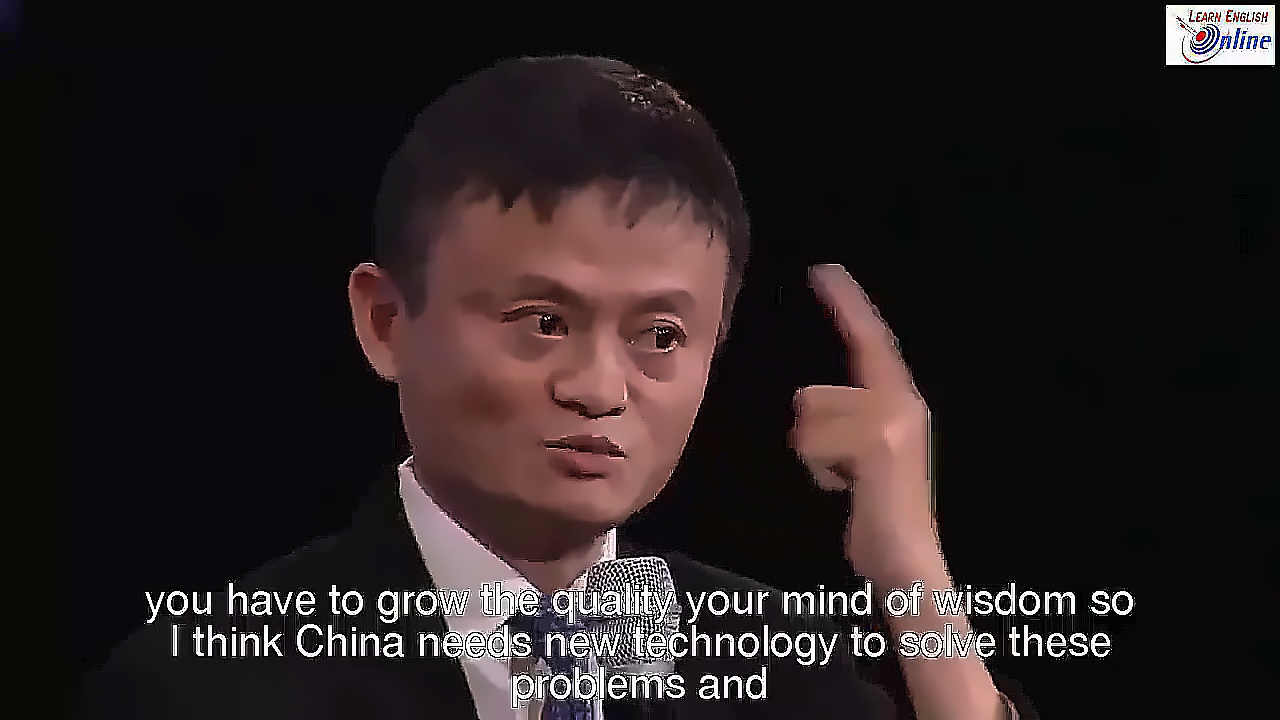 LEARN ENGLISH
Online
you have to grow the quality your mind of wisdom so
I think China needs new technology to solve these
problems and